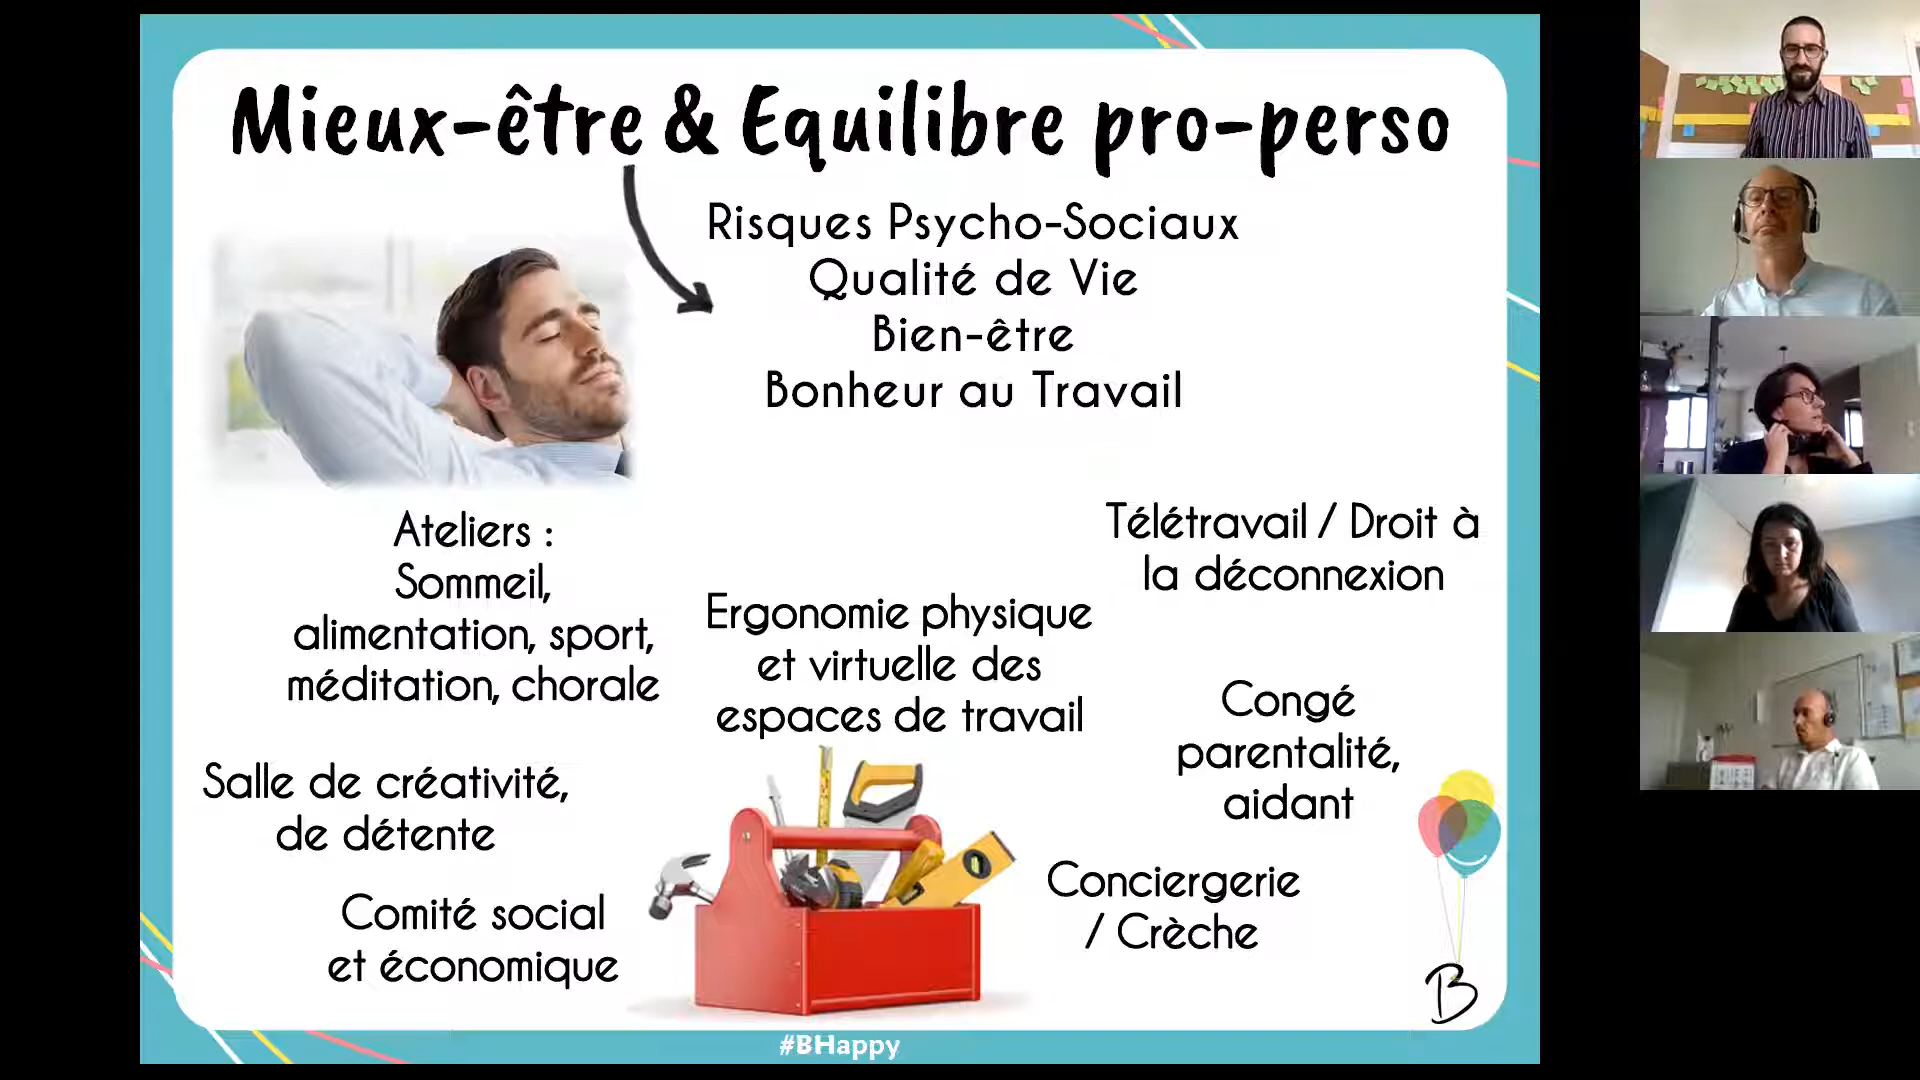 Mieux-être & Equilibre pro-perso
Risques Psycho-Sociaux
Qualité de Vie
Bien-être
Bonheur au Travail
Ateliers :
Sommeil,
alimentation, sport,
méditation, chorale
Ergonomie physique
et virtuelle des
espaces de travail
Télétravail / Droit à
la déconnexion
Congé
parentalité,
aidant
Salle de créativité,
de détente
Comité social
et économique
Conciergerie
/ Crèche
B
#BHappy